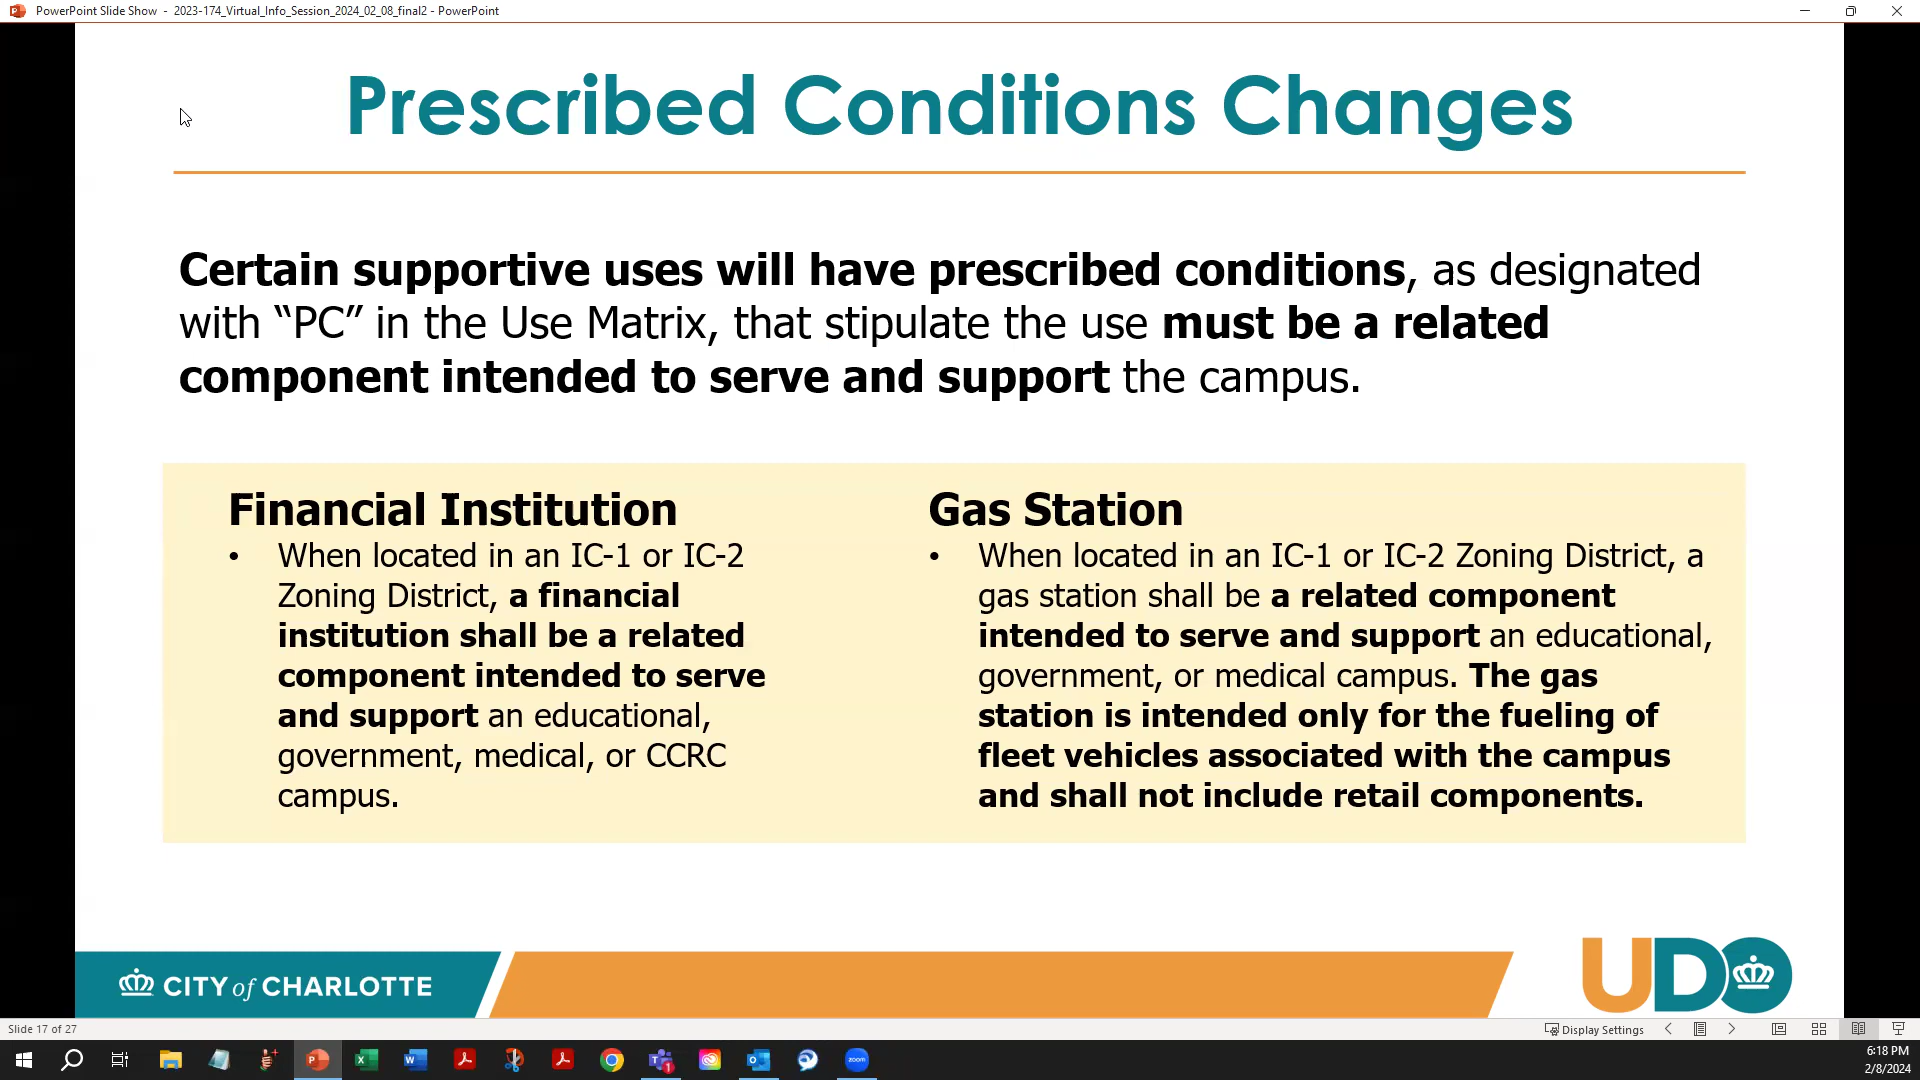 PowerPoint Slide Show - 2023-174_Virtual_Info_Session_2024_02_08_final2 - PowerPoint
Prescribed Conditions Changes
Certain supportive uses will have prescribed conditions, as designated
with “PC” in the Use Matrix, that stipulate the use must be a related
component intended to serve and support the campus.
Financial Institution
• When located in an IC-1 or IC-2
Zoning District, a financial
institution shall be a related
component intended to serve
and support an educational,
government, medical, or CCRC
campus.
Gas Station
• When located in an IC-1 or IC-2 Zoning District, a
gas station shall be a related component
intended to serve and support an educational,
government, or medical campus. The gas
station is intended only for the fueling of
fleet vehicles associated with the campus
and shall not include retail components.
CITY of CHARLOTTE
UDO
Slide 17 of 27
Display Settings
zoom
1
6:18 PM
2/8/2024